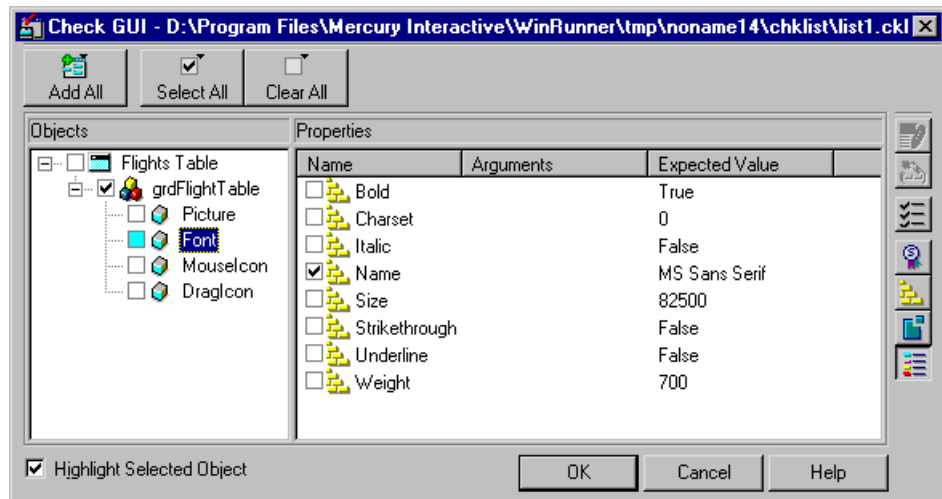 Check GUI - D:\Program Files\Mercury Interactive\WinRunner\tmp\noname14\chklist\list1.ckl
Add All Select All Clear All
Objects Properties
Flights Table
grdFlightTable
Picture
Font
MouseIcon
DragIcon
Name Arguments Expected Value
Bold True
Charset 0
Italic False
Name MS Sans Serif
Size 82500
Strikethrough False
Underline False
Weight 700
Highlight Selected Object OK Cancel Help